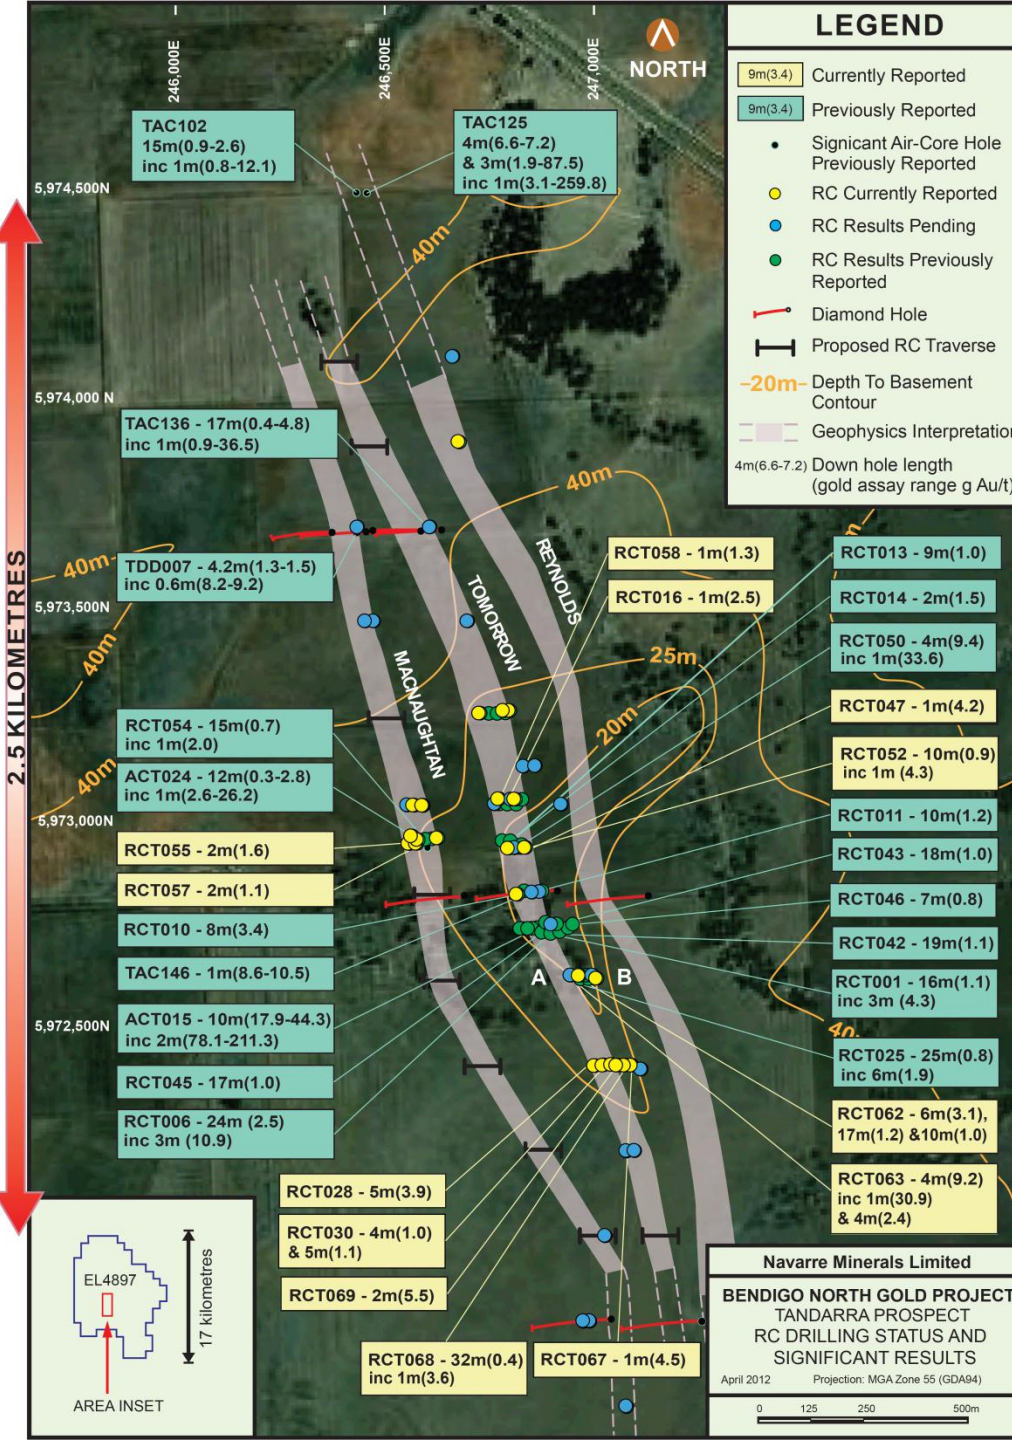 LEGEND
9m(3.4) Currently Reported
9m(3.4) Previously Reported
Signicant Air-Core Hole
Previously Reported
RC Currently Reported
RC Results Pending
RC Results Previously
Reported
Diamond Hole
Proposed RC Traverse
–20m– Depth To Basement
Contour
Geophysics Interpretation
4m(6.6-7.2) Down hole length
(gold assay range g Au/t)
246,000E
246,500E
247,000E
NORTH
TAC102
15m(0.9-2.6)
inc 1m(0.8-12.1)
TAC125
4m(6.6-7.2)
& 3m(1.9-87.5)
inc 1m(3.1-259.8)
5,974,500N
40m
5,974,000 N
TAC136 - 17m(0.4-4.8)
inc 1m(0.9-36.5)
40m
m
40m
TDD007 - 4.2m(1.3-1.5)
inc 0.6m(8.2-9.2)
REYNOLDS
TOMORROW
MACNAUGHTAN
RCT058 - 1m(1.3)
RCT016 - 1m(2.5)
RCT013 - 9m(1.0)
RCT014 - 2m(1.5)
RCT050 - 4m(9.4)
inc 1m(33.6)
RCT047 - 1m(4.2)
RCT052 - 10m(0.9)
inc 1m (4.3)
RCT011 - 10m(1.2)
RCT043 - 18m(1.0)
RCT046 - 7m(0.8)
RCT042 - 19m(1.1)
RCT001 - 16m(1.1)
inc 3m (4.3)
40
RCT025 - 25m(0.8)
inc 6m(1.9)
RCT062 - 6m(3.1),
17m(1.2) &10m(1.0)
RCT063 - 4m(9.2)
inc 1m(30.9)
& 4m(2.4)
5,973,500N
40m
25m
20m
2.5 KILOMETRES
RCT054 - 15m(0.7)
inc 1m(2.0)
40m
ACT024 - 12m(0.3-2.8)
inc 1m(2.6-26.2)
5,973,000N
RCT055 - 2m(1.6)
RCT057 - 2m(1.1)
RCT010 - 8m(3.4)
TAC146 - 1m(8.6-10.5)
A
B
ACT015 - 10m(17.9-44.3)
inc 2m(78.1-211.3)
5,972,500N
RCT045 - 17m(1.0)
RCT006 - 24m (2.5)
inc 3m (10.9)
RCT028 - 5m(3.9)
RCT030 - 4m(1.0)
& 5m(1.1)
RCT069 - 2m(5.5)
RCT068 - 32m(0.4)
inc 1m(3.6)
RCT067 - 1m(4.5)
EL4897
17 kilometres
AREA INSET
Navarre Minerals Limited
BENDIGO NORTH GOLD PROJECT
TANDARRA PROSPECT
RC DRILLING STATUS AND
SIGNIFICANT RESULTS
April 2012 Projection: MGA Zone 55 (GDA94)
0 125 250 500m